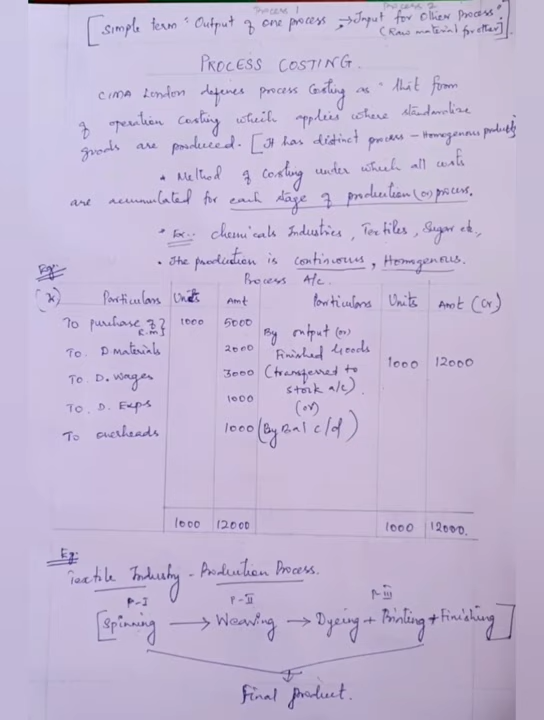 Process 1 Process 2
[Simple term "Output of one process → Input for Other Process"
(Raw material for other)]
PROCESS COSTING.
CIMA London defines process Costing as "that form
of operation Costing which applies where standardize
goods are produced. [It has distinct process - Homogenous products]
* Method of Costing under which all costs
are accumulated for each stage of production (or) process.
* Ex.. Chemicals Industries, Textiles, Sugar etc.,
• The production is continuous, Homogenous.
Eg:
Process A/c.
Particulars Units Amt Particulars Units Amt (Cr)
To purchase of R.M} 1000 5000 By output (or)
To D.materials 2000 Finished Goods 1000 12000
To D. wages 3000 (transferred to
stock a/c)
To D. Exps 1000 (or)
To overheads 1000 (By Bal c/d)
1000 12000 1000 12000.
Eg:
Textile Industry - Production Process.
P-I P-II P-III
[Spinning → Weaving → Dyeing + Printing + Finishing]
Final product.